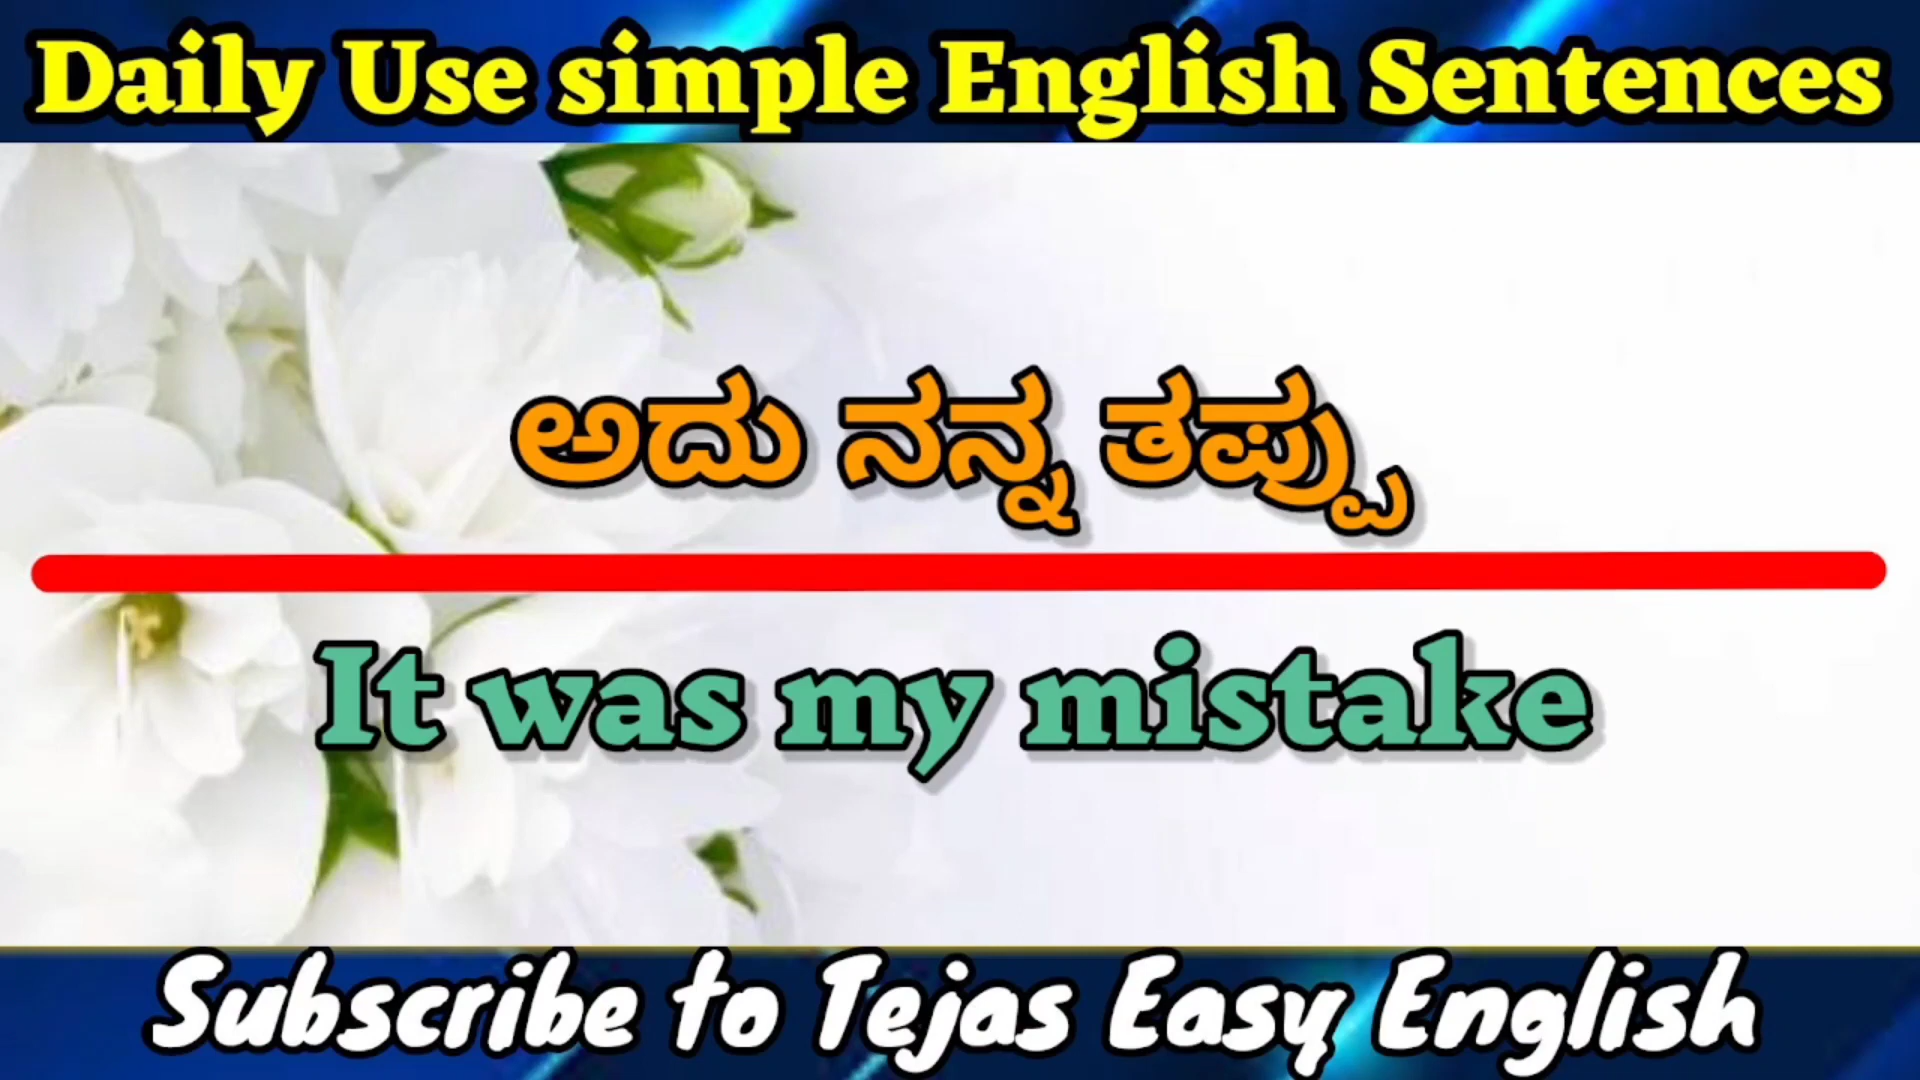 Daily Use simple English Sentences
ಅದು ನನ್ನ ತಪ್ಪು
It was my mistake
Subscribe to Tejas Easy English